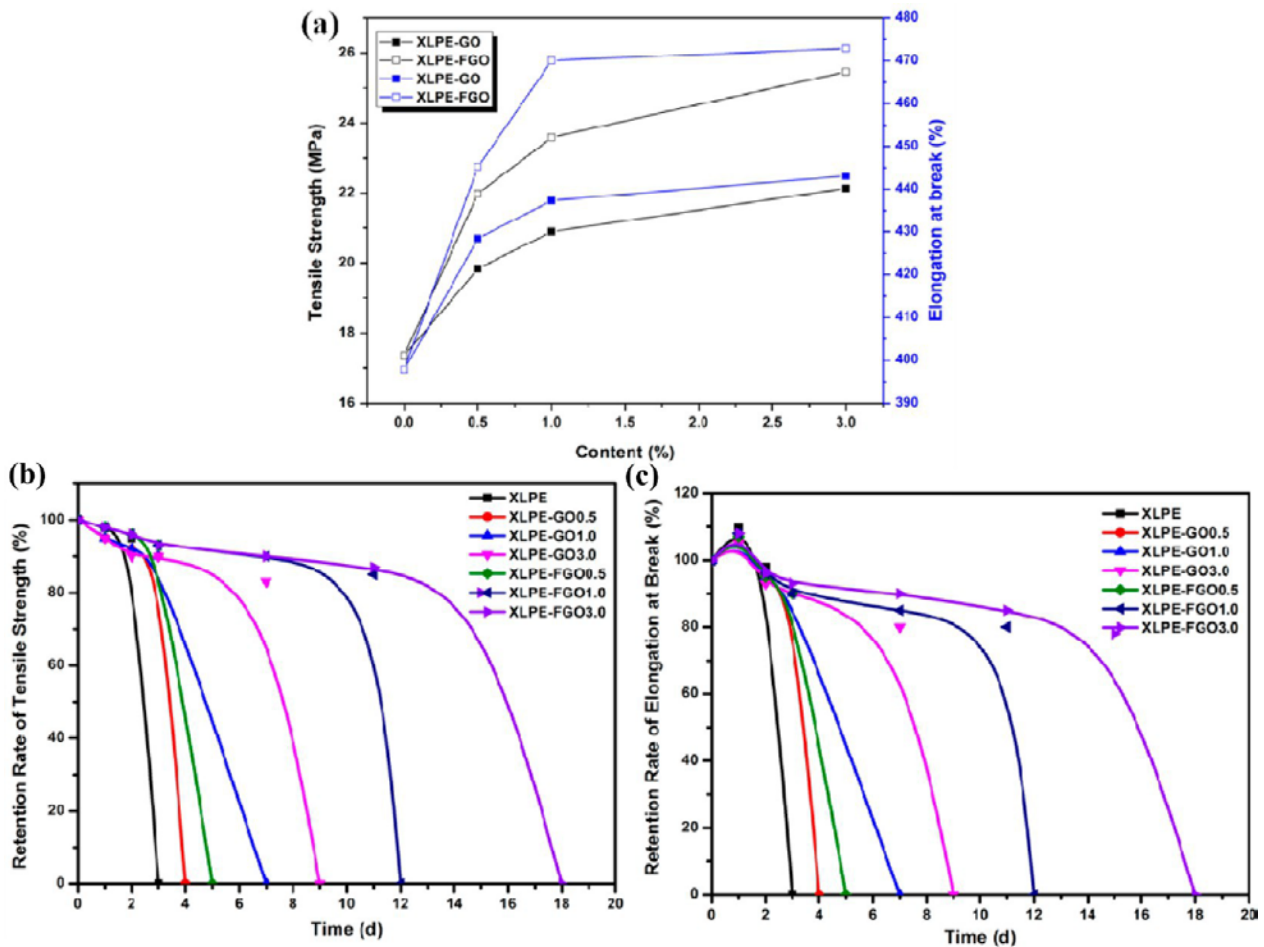 (a)
XLPE-GO
XLPE-FGO
XLPE-GO
XLPE-FGO
Tensile Strength (MPa)
26
24
22
20
18
16
Elongation at break (%)
480
470
460
450
440
430
420
410
400
390
0.0 0.5 1.0 1.5 2.0 2.5 3.0
Content (%)
(b)
XLPE
XLPE-GO0.5
XLPE-GO1.0
XLPE-GO3.0
XLPE-FGO0.5
XLPE-FGO1.0
XLPE-FGO3.0
Retention Rate of Tensile Strength (%)
100
80
60
40
20
0
0 2 4 6 8 10 12 14 16 18 20
Time (d)
(c)
XLPE
XLPE-GO0.5
XLPE-GO1.0
XLPE-GO3.0
XLPE-FGO0.5
XLPE-FGO1.0
XLPE-FGO3.0
Retention Rate of Elongation at Break (%)
120
100
80
60
40
20
0
0 2 4 6 8 10 12 14 16 18 20
Time (d)